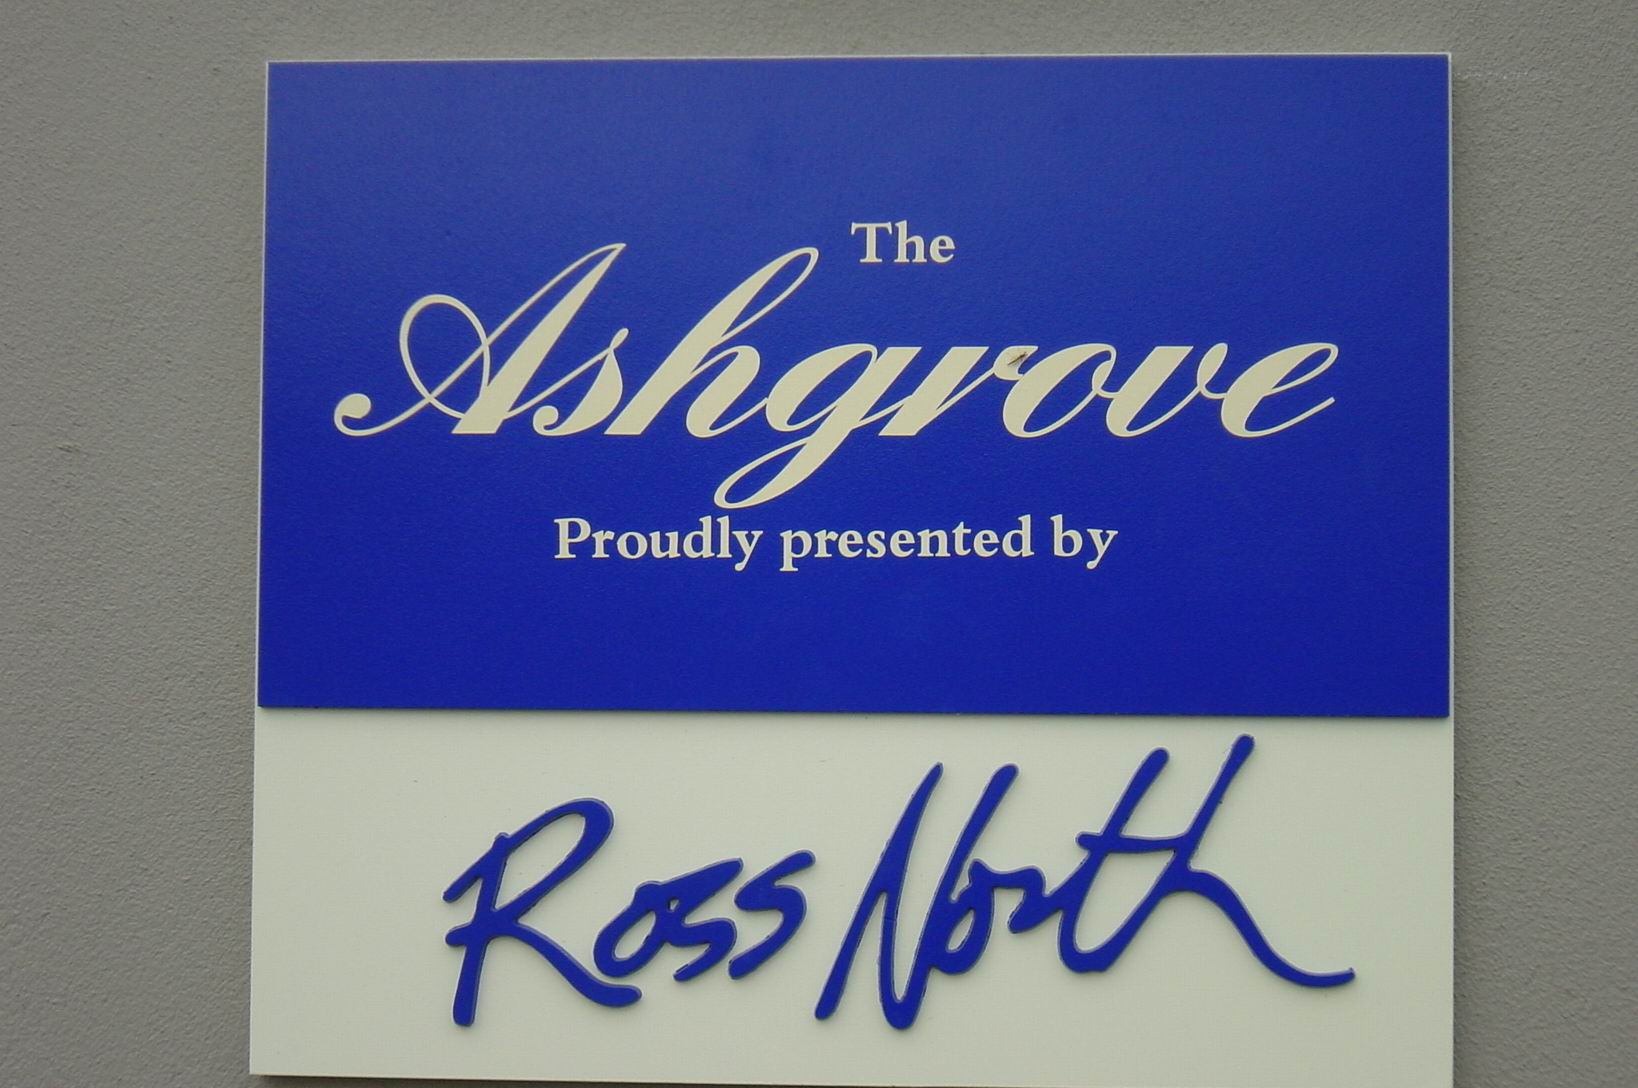 The
Ashgrove
Proudly presented by
Ross North